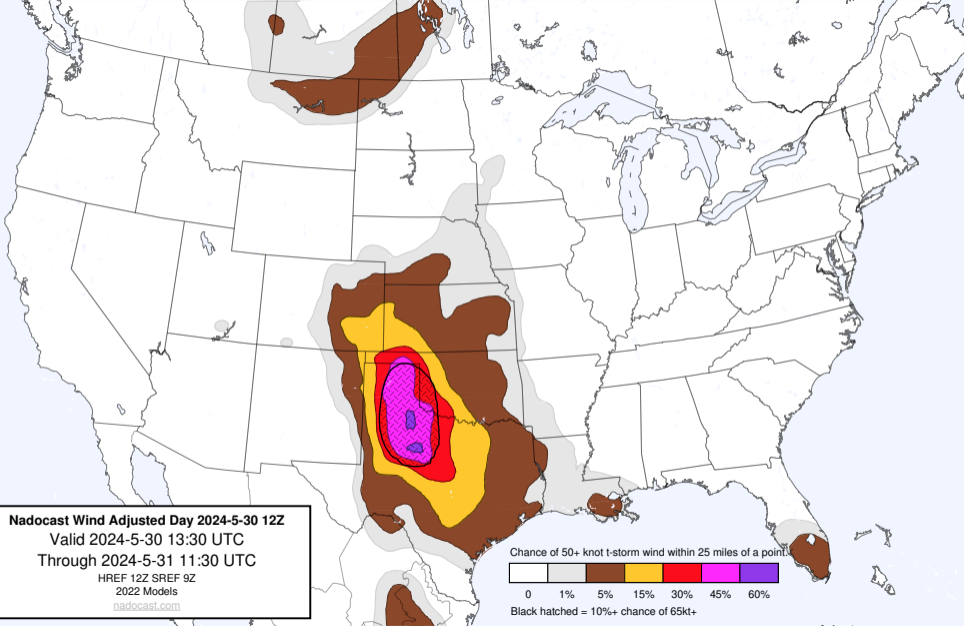 Nadocast Wind Adjusted Day 2024-5-30 12Z
Valid 2024-5-30 13:30 UTC
Through 2024-5-31 11:30 UTC
HREF 12Z SREF 9Z
2022 Models
nadocast.com
Chance of 50+ knot t-storm wind within 25 miles of a point.
0 1% 5% 15% 30% 45% 60%
Black hatched = 10%+ chance of 65kt+